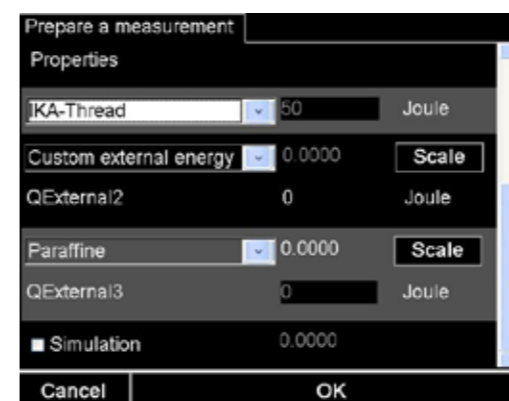 Prepare a measurement
Properties
IKA-Thread 50 Joule
Custom external energy 0.0000 Scale
QExternal2 0 Joule
Paraffine 0.0000 Scale
QExternal3 0 Joule
Simulation 0.0000
Cancel OK